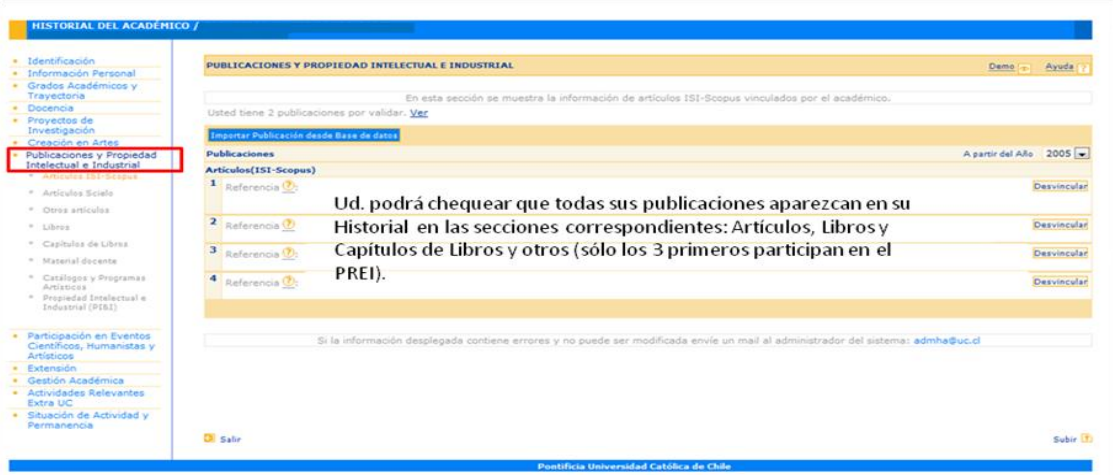 HISTORIAL DEL ACADÉMICO /
Identificación
Información Personal
Grados Académicos y
Trayectoria
Docencia
Proyectos de
Investigación
Creación en Artes
Publicaciones y Propiedad
Intelectual e Industrial
Artículos ISI-Scopus
Artículos Scielo
Otros artículos
Libros
Capítulos de Libros
Material docente
Catálogos y Programas
Artísticos
Propiedad Intelectual e
Industrial (PI&I)
Participación en Eventos
Científicos, Humanistas y
Artísticos
Extensión
Gestión Académica
Actividades Relevantes
Extra UC
Situación de Actividad y
Permanencia
PUBLICACIONES Y PROPIEDAD INTELECTUAL E INDUSTRIAL
Demo Ayuda ?
En esta sección se muestra la información de artículos ISI-Scopus vinculados por el académico.
Usted tiene 2 publicaciones por validar. Ver
Importar Publicación desde Base de datos
Publicaciones A partir del Año 2005
Artículos(ISI-Scopus)
1 Referencia ?: Desvincular
2 Referencia ?: Desvincular
3 Referencia ?: Desvincular
4 Referencia ?: Desvincular
Ud. podrá chequear que todas sus publicaciones aparezcan en su
Historial en las secciones correspondientes: Artículos, Libros y
Capítulos de Libros y otros (sólo los 3 primeros participan en el
PREI).
Si la información desplegada contiene errores y no puede ser modificada envíe un mail al administrador del sistema: admha@uc.cl
Salir Subir
Pontificia Universidad Católica de Chile